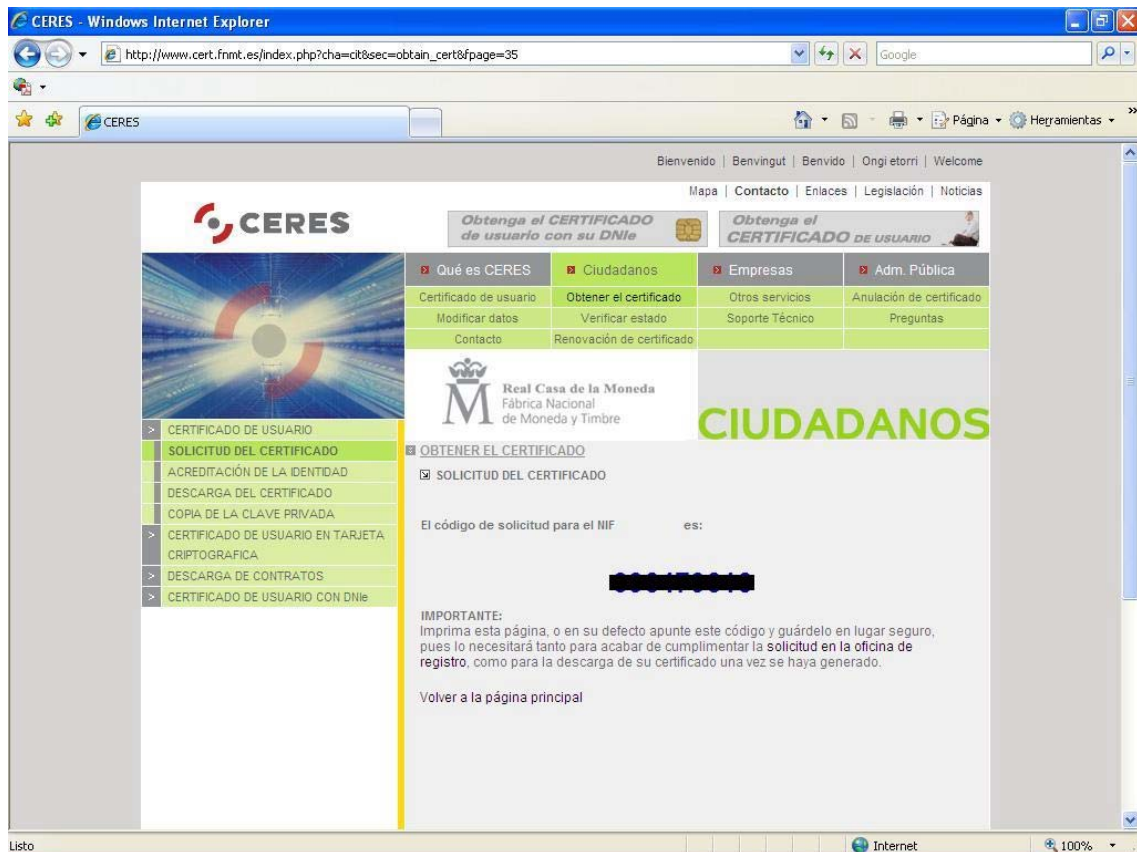 CERES - Windows Internet Explorer
http://www.cert.fnmt.es/index.php?cha=cit&sec=obtain_cert&fpage=35
Google
CERES
Página
Herramientas
Bienvenido | Benvingut | Benvido | Ongi etorri | Welcome
Mapa | Contacto | Enlaces | Legislación | Noticias
CERES
Obtenga el CERTIFICADO
de usuario con su DNIe
Obtenga el
CERTIFICADO DE USUARIO
Qué es CERES
Ciudadanos
Empresas
Adm. Pública
Certificado de usuario
Obtener el certificado
Otros servicios
Anulación de certificado
Modificar datos
Verificar estado
Soporte Técnico
Preguntas
Contacto
Renovación de certificado
Real Casa de la Moneda
Fábrica Nacional
de Moneda y Timbre
CIUDADANOS
> CERTIFICADO DE USUARIO
SOLICITUD DEL CERTIFICADO
ACREDITACIÓN DE LA IDENTIDAD
DESCARGA DEL CERTIFICADO
COPIA DE LA CLAVE PRIVADA
> CERTIFICADO DE USUARIO EN TARJETA
CRIPTOGRAFICA
> DESCARGA DE CONTRATOS
> CERTIFICADO DE USUARIO CON DNIe
OBTENER EL CERTIFICADO
SOLICITUD DEL CERTIFICADO
El código de solicitud para el NIF es:
IMPORTANTE:
Imprima esta página, o en su defecto apunte este código y guárdelo en lugar seguro,
pues lo necesitará tanto para acabar de cumplimentar la solicitud en la oficina de
registro, como para la descarga de su certificado una vez se haya generado.
Volver a la página principal
Listo
Internet
100%